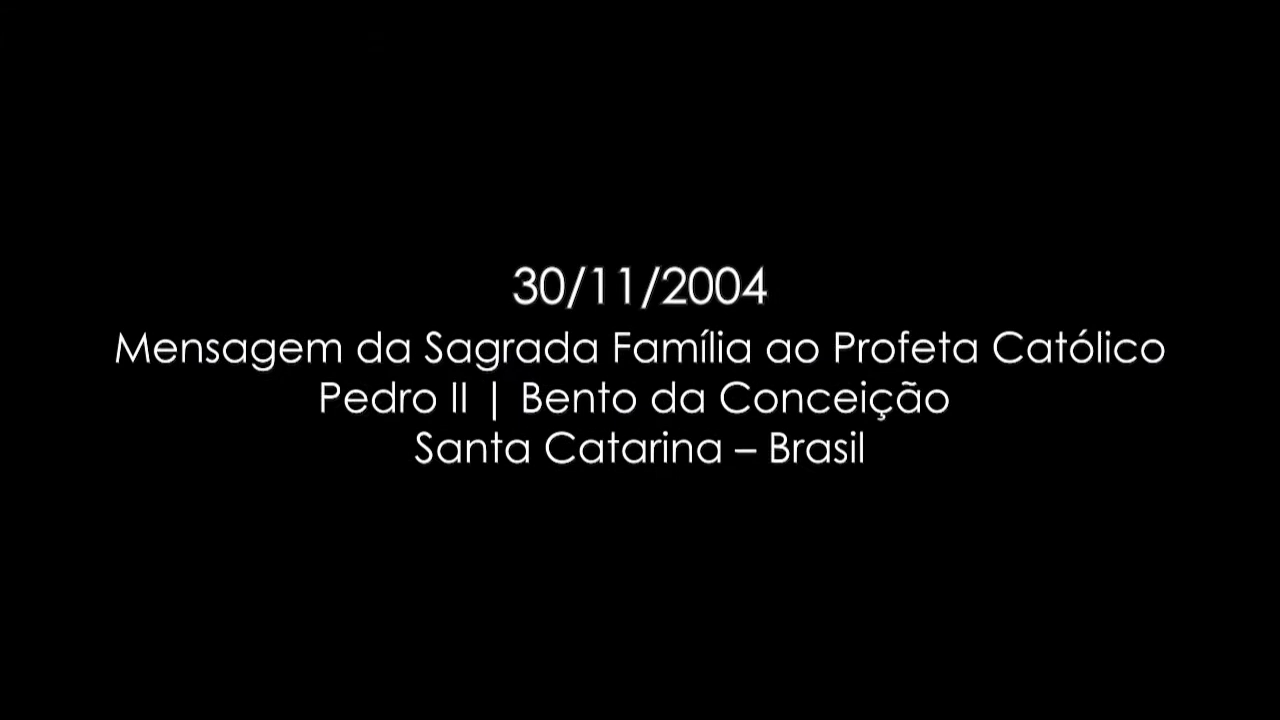 30/11/2004
Mensagem da Sagrada Família ao Profeta Católico
Pedro II | Bento da Conceição
Santa Catarina – Brasil